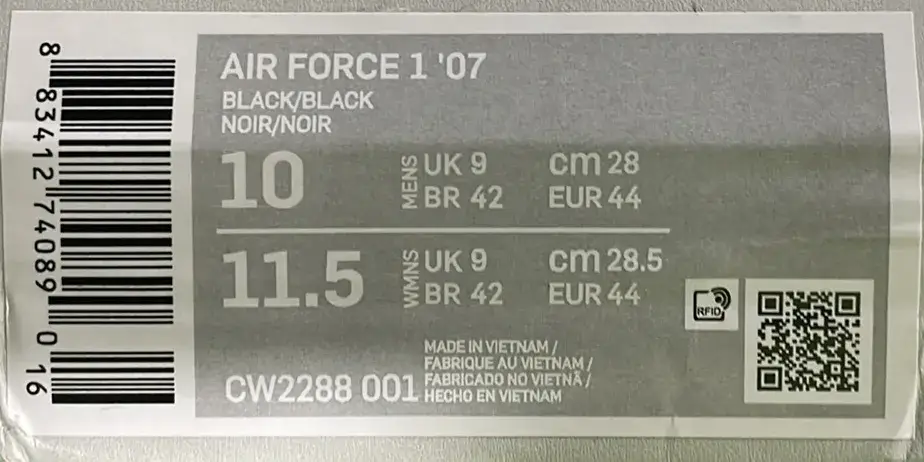 AIR FORCE 1 '07
BLACK/BLACK
NOIR/NOIR
10 MENS UK 9 cm 28
BR 42 EUR 44
11.5 WMNS UK 9 cm 28.5
BR 42 EUR 44
RFID
MADE IN VIETNAM /
FABRIQUE AU VIETNAM /
FABRICADO NO VIETNÃ /
HECHO EN VIETNAM
CW2288 001
8 83412 74089 0 16